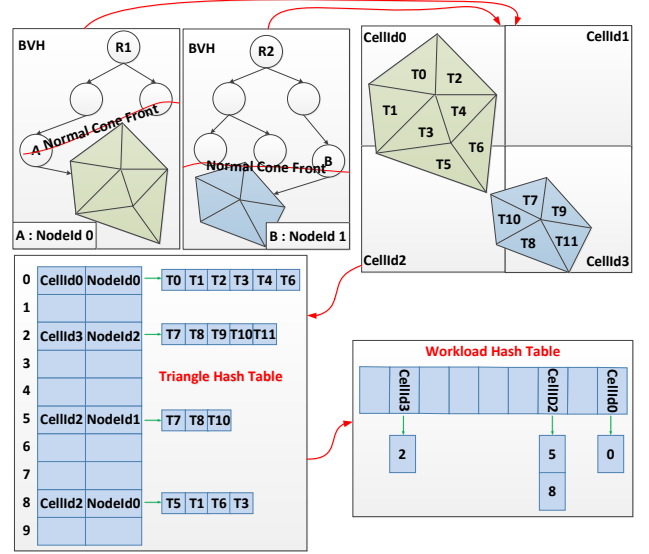 BVH
R1
A Normal Cone Front
A : NodeId 0
BVH
R2
Normal Cone Front
B
B : NodeId 1
CellId0
CellId1
T0
T2
T1
T4
T3
T6
T5
T7
T9
T10
T8
T11
CellId2
CellId3
0 CellId0 NodeId0 T0 T1 T2 T3 T4 T6
1
2 CellId3 NodeId2 T7 T8 T9 T10 T11
3
Triangle Hash Table
4
5 CellId2 NodeId1 T7 T8 T10
6
7
8 CellId2 NodeId0 T5 T1 T6 T3
9
Workload Hash Table
CellId3
CellID2
CellId0
2
5
0
8